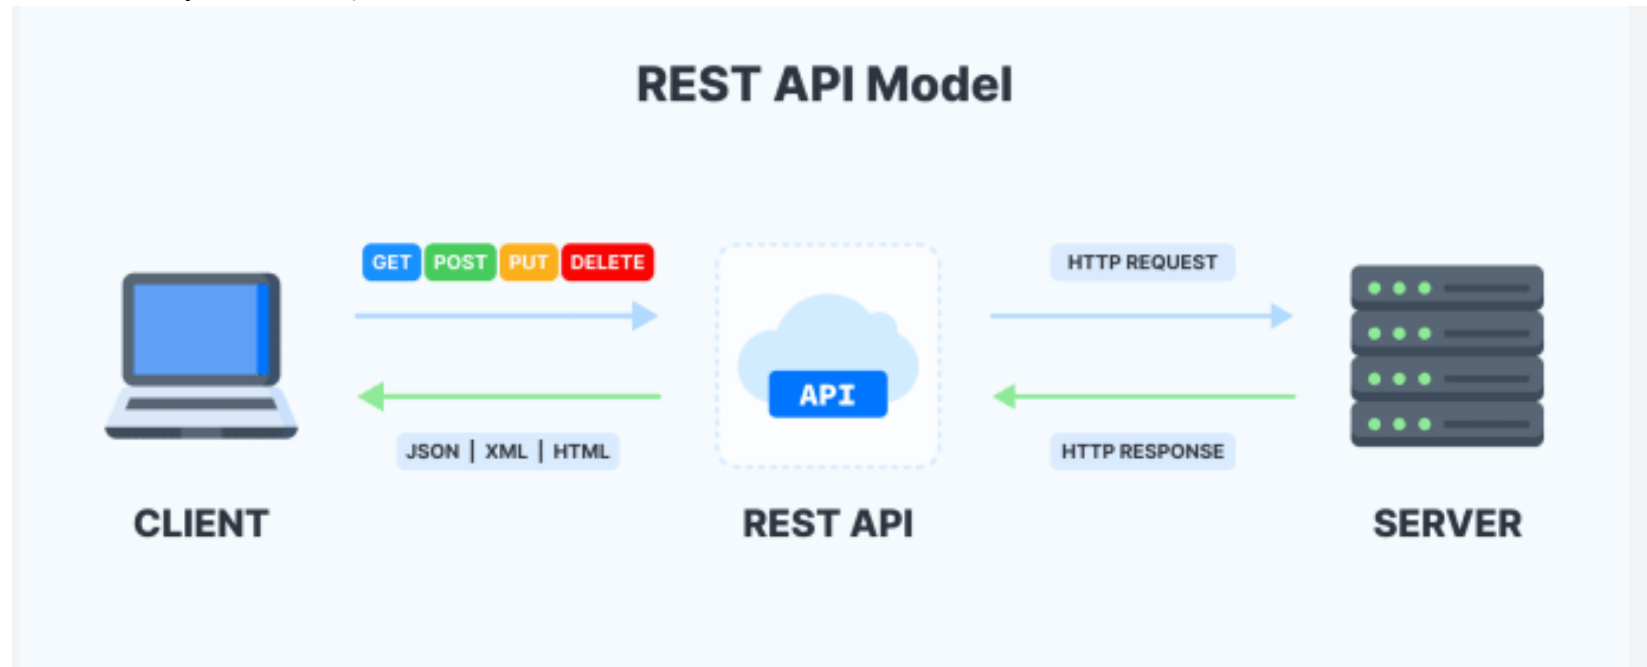 REST API Model
GET POST PUT DELETE
HTTP REQUEST
API
JSON | XML | HTML
HTTP RESPONSE
CLIENT
REST API
SERVER